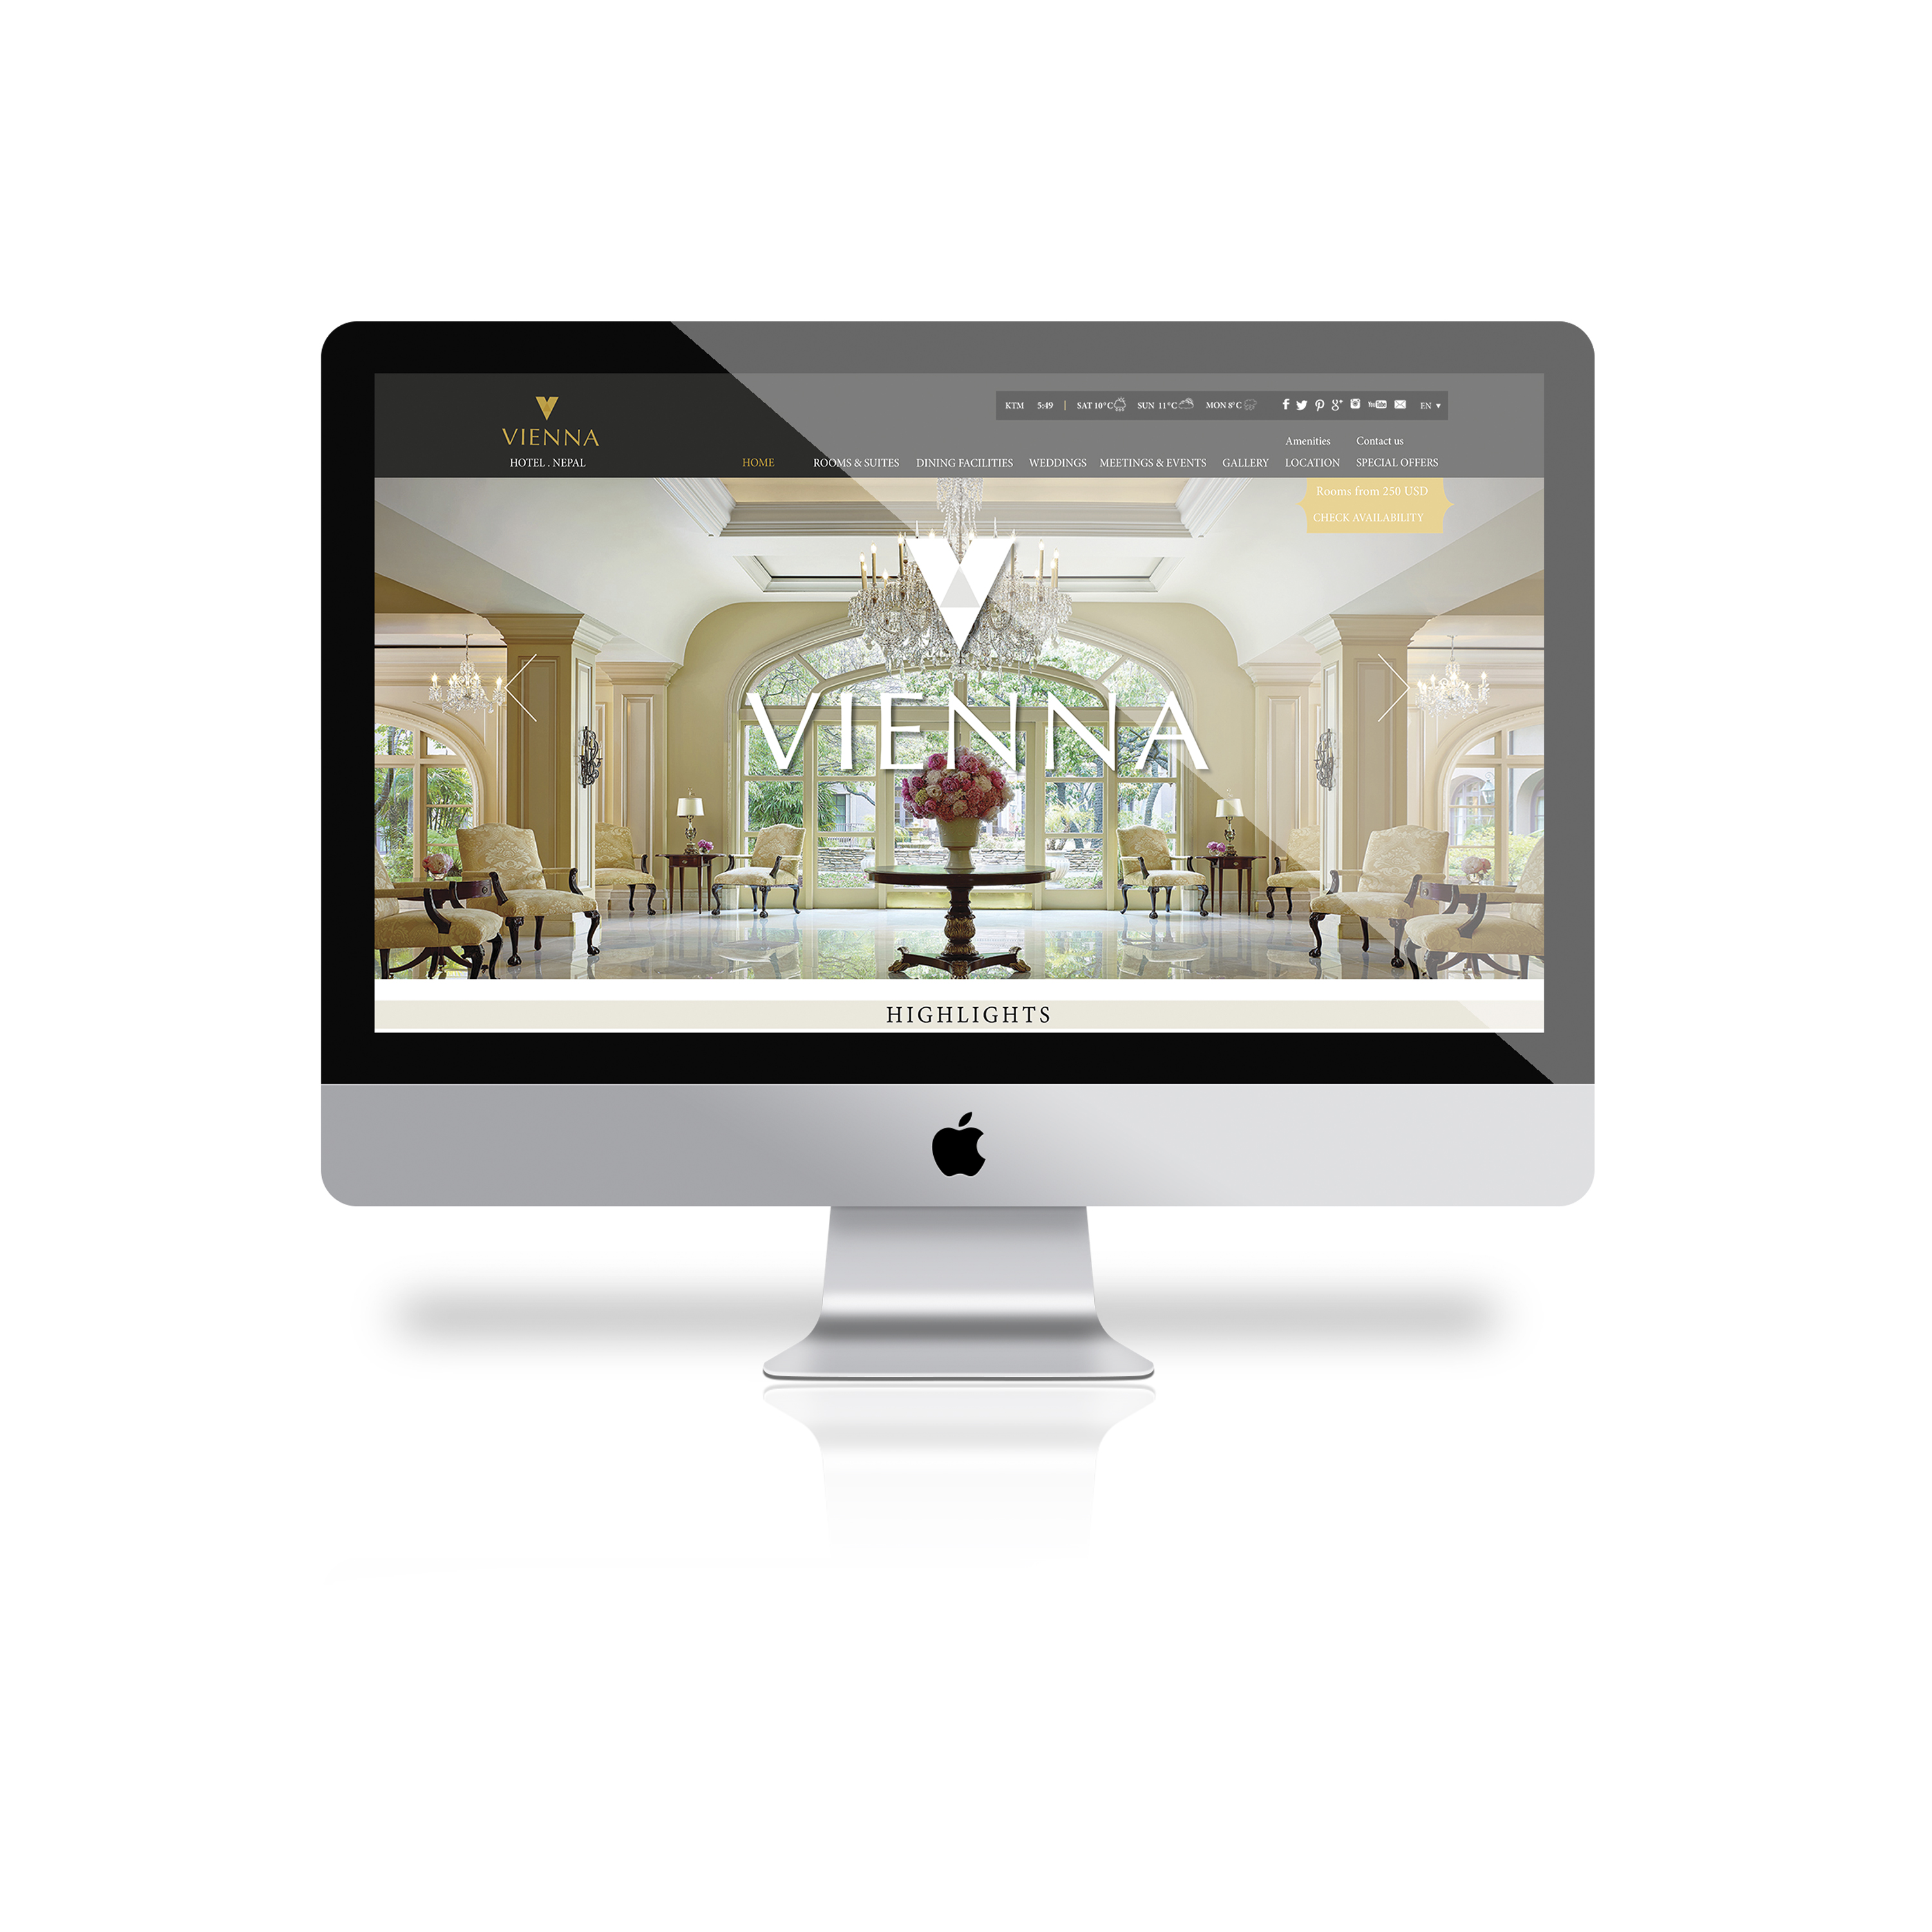 KTM 5:49 | SAT 10°C SUN 11°C MON 8°C EN
VIENNA
HOTEL . NEPAL
Amenities Contact us
HOME ROOMS & SUITES DINING FACILITIES WEDDINGS MEETINGS & EVENTS GALLERY LOCATION SPECIAL OFFERS
Rooms from 250 USD
CHECK AVAILABILITY
VIENNA
HIGHLIGHTS